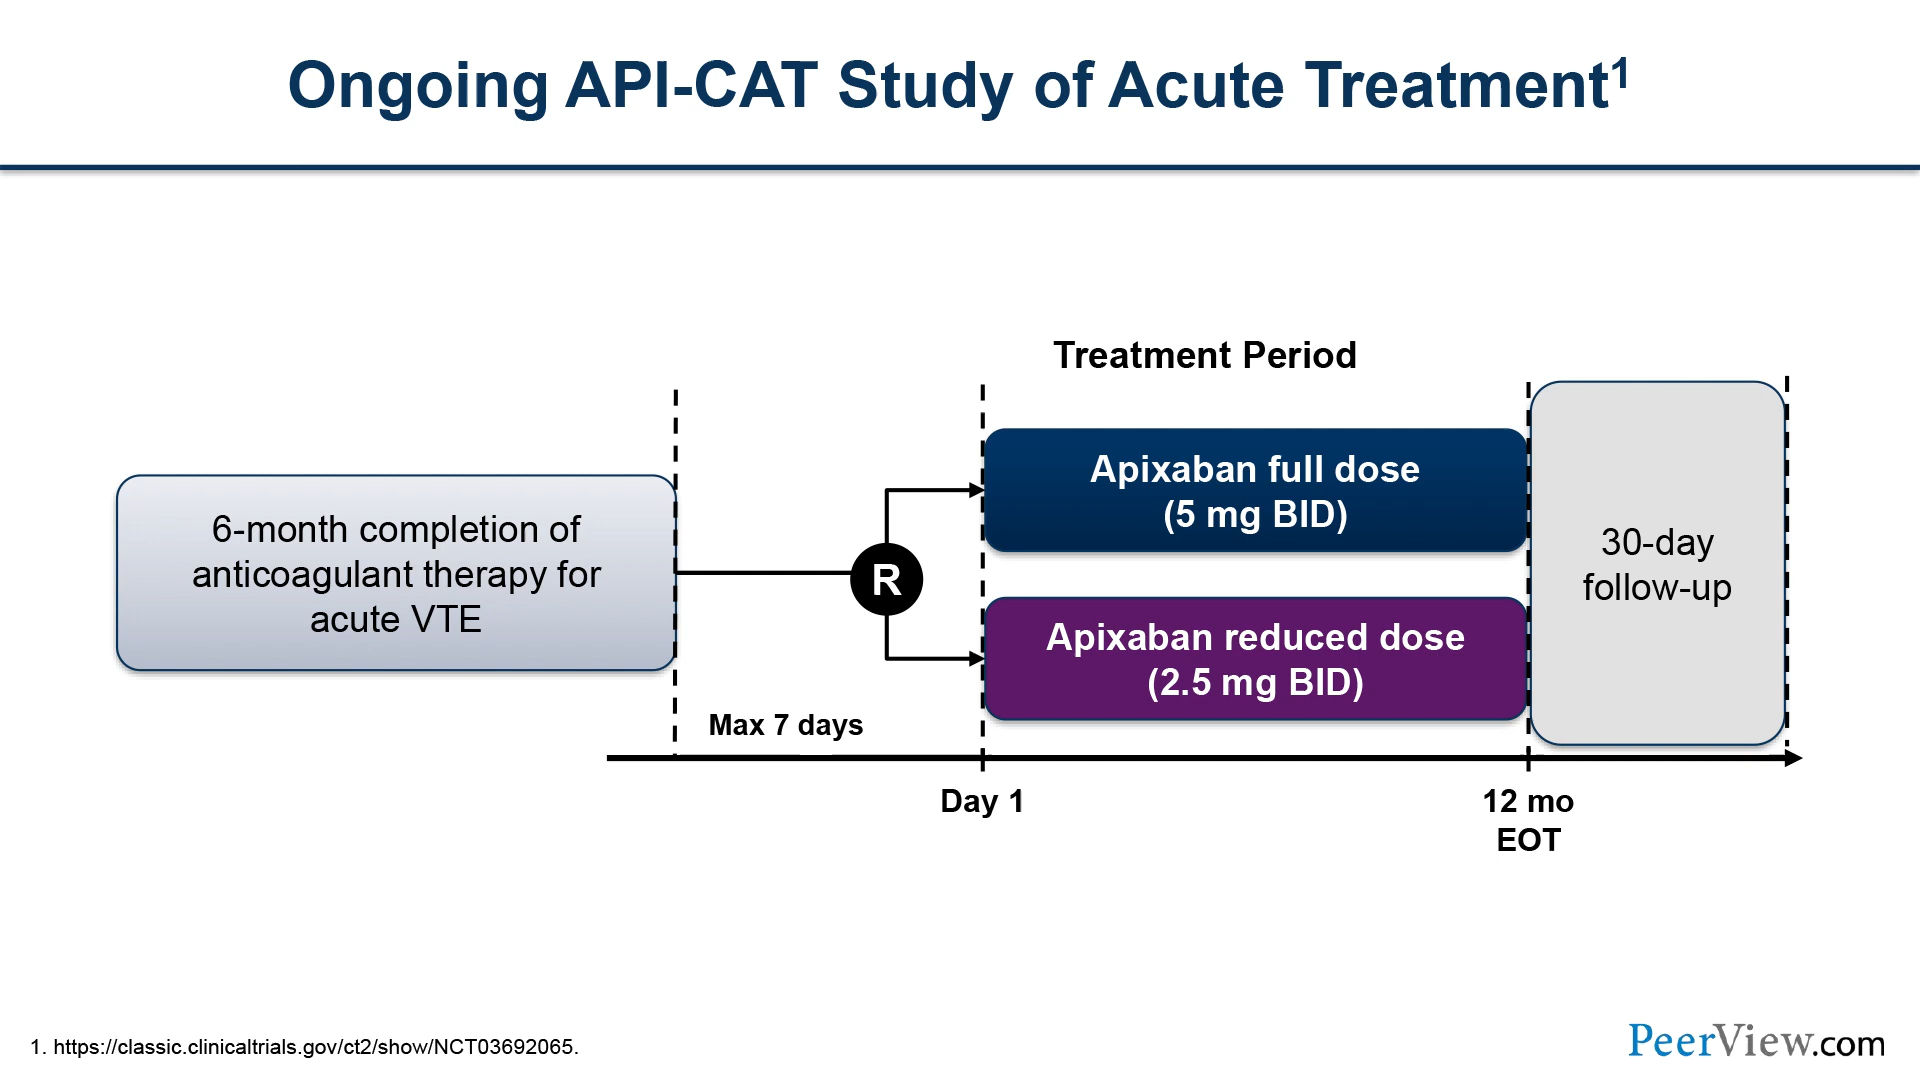 Ongoing API-CAT Study of Acute Treatment1
Treatment Period
6-month completion of
anticoagulant therapy for
acute VTE
R
Apixaban full dose
(5 mg BID)
Apixaban reduced dose
(2.5 mg BID)
30-day
follow-up
Max 7 days
Day 1
12 mo
EOT
1. https://classic.clinicaltrials.gov/ct2/show/NCT03692065.
PeerView.com